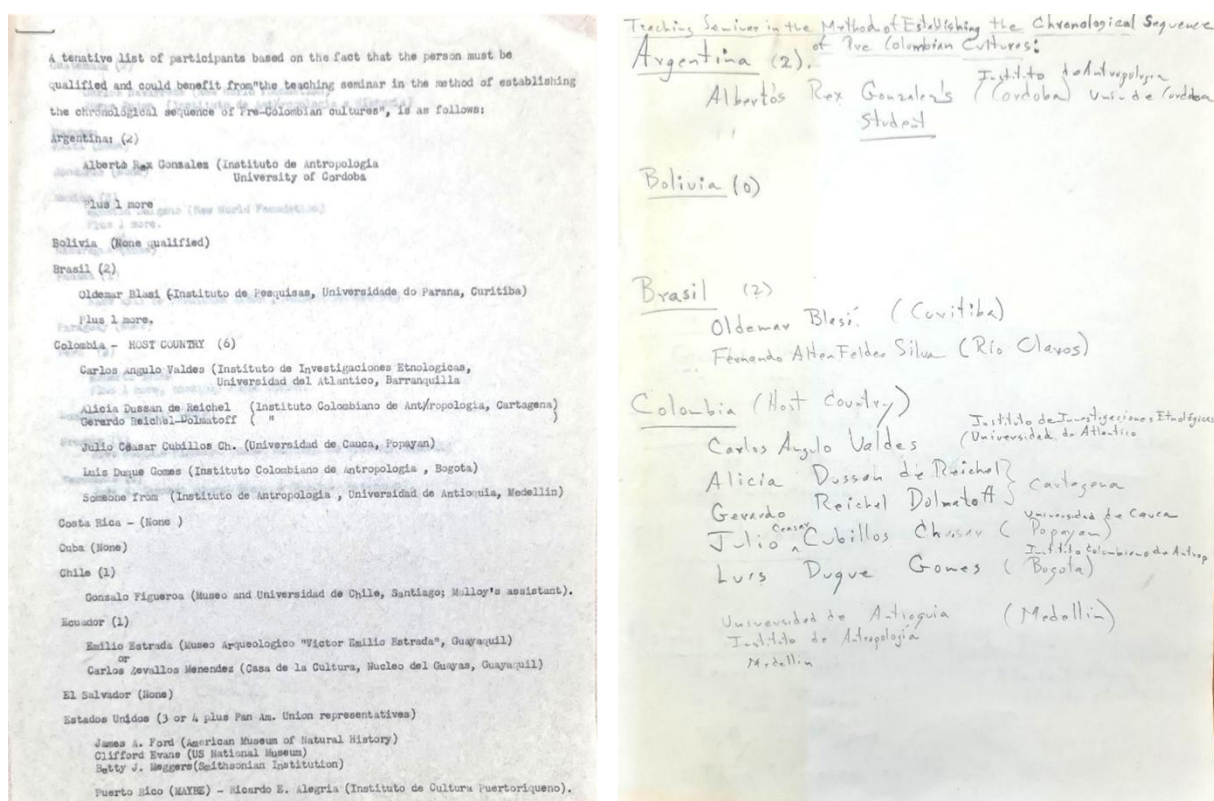 A tenative list of participants based on the fact that the person must be
qualified and could benefit from"the teaching seminar in the method of establishing
the chronological sequence of Pre-Colombian cultures", is as follows:
Argentina: (2)
Alberto Rex Gonsalez (Instituto de Antropologia
University of Cordoba
Plus 1 more
Bolivia (None qualified)
Brasil (2)
Oldemar Blasi (Instituto de Pesquisas, Universidade do Parana, Curitiba)
Plus 1 more.
Colombia - HOST COUNTRY (6)
Carlos Angulo Valdes (Instituto de Investigaciones Etnologicas,
Universidad del Atlantico, Barranquilla
Alicia Dussan de Reichel (Instituto Colombiano de Antropologia, Cartagena)
Gerardo Reichel-Dolmatoff ( " )
Julio Ceasar Cubillos Ch. (Universidad de Cauca, Popayan)
Luis Duque Gomes (Instituto Colombiano de Antropologia , Bogota)
Someone from (Instituto de Antropologia , Universidad de Antioquia, Medellin)
Costa Rica - (None )
Cuba (None)
Chile (1)
Gonzalo Figueroa (Museo and Universidad de Chile, Santiago; Mulloy's assistant).
Ecuador (1)
Emilio Estrada (Museo Arqueologico "Victor Emilio Estrada", Guayaquil)
or
Carlos Zevallos Menendez (Casa de la Cultura, Nucleo del Guayas, Guayaquil)
El Salvador (None)
Estados Unidos (3 or 4 plus Pan Am. Union representatives)
James A. Ford (American Museum of Natural History)
Clifford Evans (US National Museum)
Betty J. Meggers(Smithsonian Institution)
Puerto Rico (MAYBE) - Ricardo E. Alegria (Instituto de Cultura Puertoriqueno).
Teaching Seminar in the Method of Establishing the Chronological Sequence
of Pre Colombian Cultures:
Argentina (2).
Instituto de Antropologia
Alberto's Rex Gonzales's (Cordoba) Univ de Cordoba
Student
Bolivia (0)
Brasil (2)
Oldemar Blasi. (Curitiba)
Fernando Alten Felder Silva (Rio Claros)
Colombia (Host Country)
Instituto de Investigaciones Etnológicas
Carlos Angulo Valdes (Universidad de Atlantico
Alicia Dussan de Reichel
Gerardo Reichel Dolmatoff } Cartagena
Universidad de Cauca
Julio Ceasar Cubillos (Popayan)
Instituto Colombiano de Antrop
Luis Duque Gomes (Bogota)
Universidad de Antioquia (Medellin)
Instituto de Antropología
Medellin